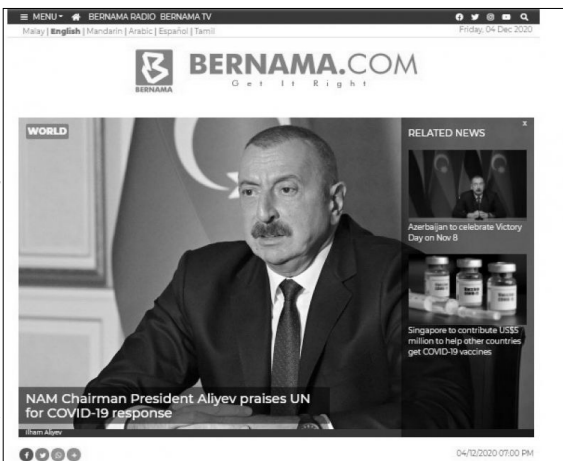 MENU BERNAMA RADIO BERNAMA TV
Malay | English | Mandarin | Arabic | Español | Tamil
Friday, 04 Dec 2020
BERNAMA
BERNAMA.COM
Get It Right
WORLD
RELATED NEWS
x
Azerbaijan to celebrate Victory
Day on Nov 8
Singapore to contribute US$5
million to help other countries
get COVID-19 vaccines
NAM Chairman President Aliyev praises UN
for COVID-19 response
Ilham Aliyev
04/12/2020 07:00 PM